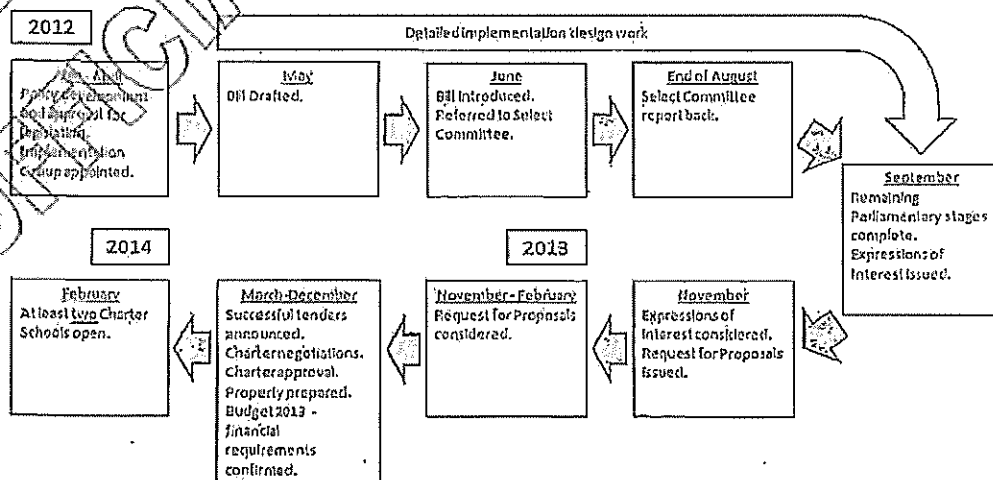 2012
Detailed implementation design work
April
Policy development
and approval for
legislation.
Implementation
Group appointed.
May
Bill Drafted.
June
Bill Introduced.
Referred to Select
Committee.
End of August
Select Committee
report back.
September
Remaining
Parliamentary stages
complete.
Expressions of
Interest issued.
2014
2013
February
At least two Charter
Schools open.
March-December
Successful tenders
announced.
Charter negotiations.
Charter approval.
Property prepared.
Budget 2013 -
financial
requirements
confirmed.
November - February
Request for Proposals
considered.
November
Expressions of
Interest considered.
Request for Proposals
Issued.